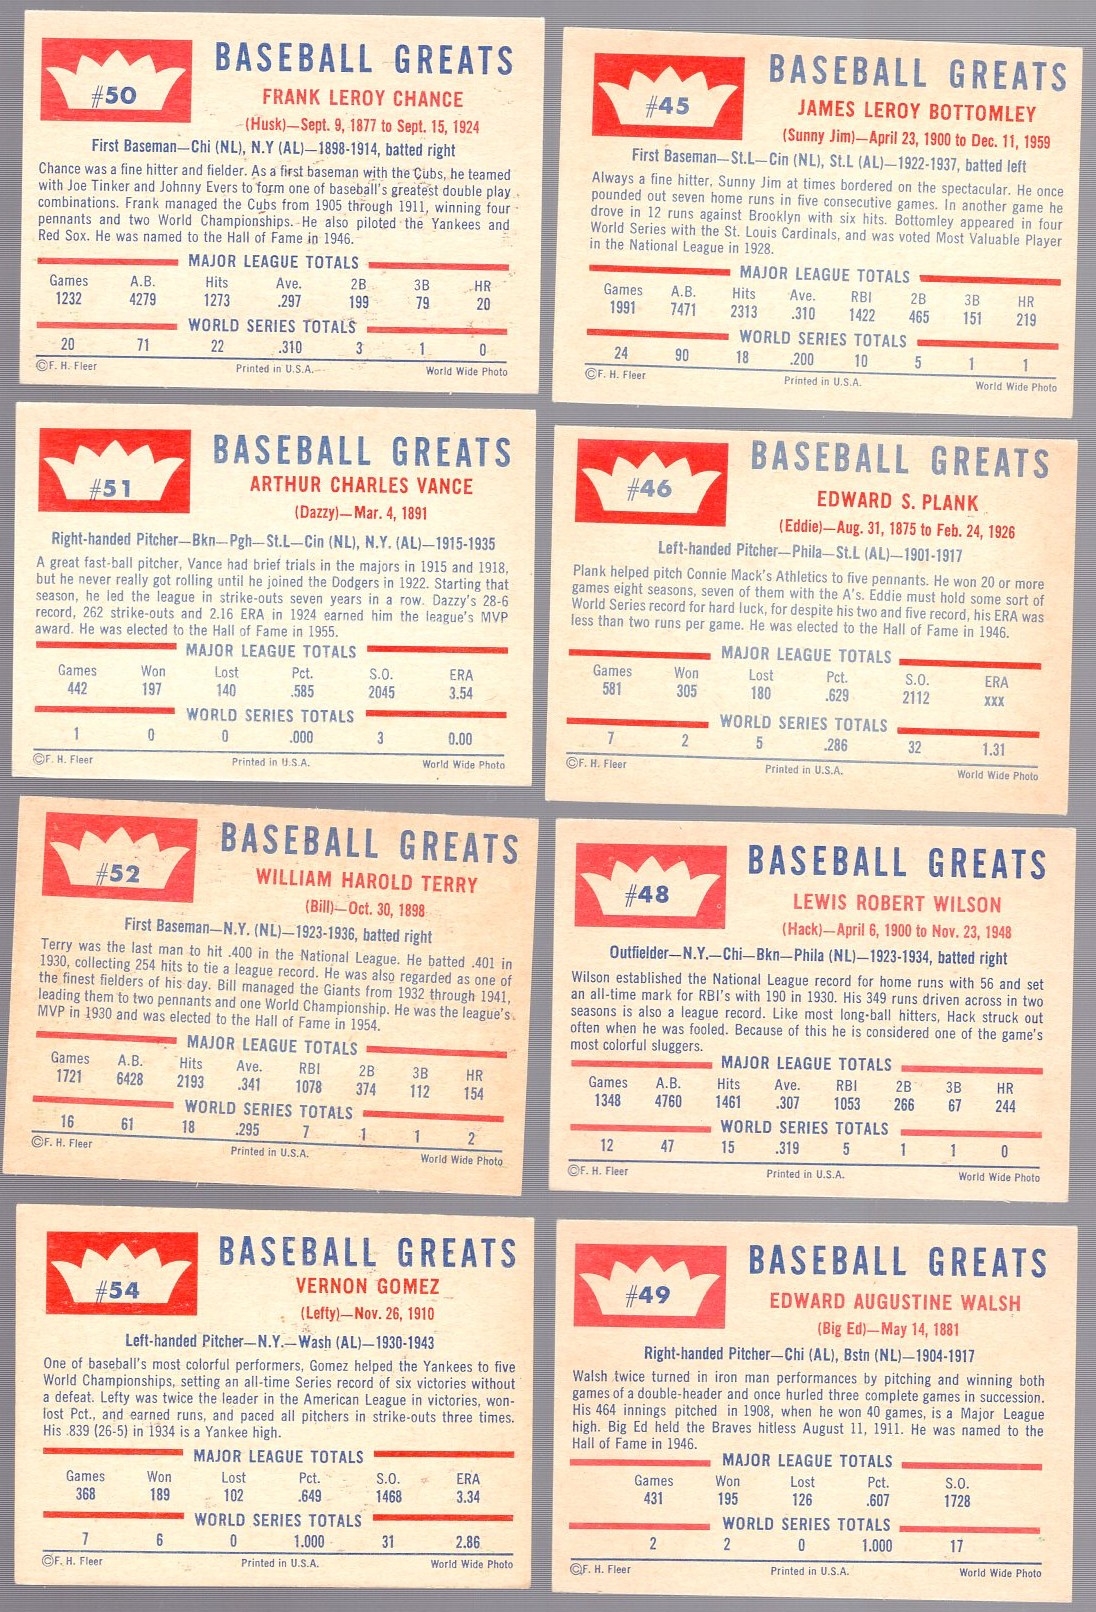 #50
BASEBALL GREATS
FRANK LEROY CHANCE
(Husk)—Sept. 9, 1877 to Sept. 15, 1924
First Baseman—Chi (NL), N.Y (AL)—1898-1914, batted right
Chance was a fine hitter and fielder. As a first baseman with the Cubs, he teamed
with Joe Tinker and Johnny Evers to form one of baseball's greatest double play
combinations. Frank managed the Cubs from 1905 through 1911, winning four
pennants and two World Championships. He also piloted the Yankees and
Red Sox. He was named to the Hall of Fame in 1946.
MAJOR LEAGUE TOTALS
Games A.B. Hits Ave. 2B 3B HR
1232 4279 1273 .297 199 79 20
WORLD SERIES TOTALS
20 71 22 .310 3 1 0
©F. H. Fleer Printed in U.S.A. World Wide Photo
#45
BASEBALL GREATS
JAMES LEROY BOTTOMLEY
(Sunny Jim)—April 23, 1900 to Dec. 11, 1959
First Baseman—St.L—Cin (NL), St.L (AL)—1922-1937, batted left
Always a fine hitter, Sunny Jim at times bordered on the spectacular. He once
pounded out seven home runs in five consecutive games. In another game he
drove in 12 runs against Brooklyn with six hits. Bottomley appeared in four
World Series with the St. Louis Cardinals, and was voted Most Valuable Player
in the National League in 1928.
MAJOR LEAGUE TOTALS
Games A.B. Hits Ave. RBI 2B 3B HR
1991 7471 2313 .310 1422 465 151 219
WORLD SERIES TOTALS
24 90 18 .200 10 5 1 1
©F. H. Fleer Printed in U.S.A. World Wide Photo
#51
BASEBALL GREATS
ARTHUR CHARLES VANCE
(Dazzy)—Mar. 4, 1891
Right-handed Pitcher—Bkn—Pgh—St.L—Cin (NL), N.Y. (AL)—1915-1935
A great fast-ball pitcher, Vance had brief trials in the majors in 1915 and 1918,
but he never really got rolling until he joined the Dodgers in 1922. Starting that
season, he led the league in strike-outs seven years in a row. Dazzy's 28-6
record, 262 strike-outs and 2.16 ERA in 1924 earned him the league's MVP
award. He was elected to the Hall of Fame in 1955.
MAJOR LEAGUE TOTALS
Games Won Lost Pct. S.O. ERA
442 197 140 .585 2045 3.54
WORLD SERIES TOTALS
1 0 0 .000 3 0.00
©F. H. Fleer Printed in U.S.A. World Wide Photo
#46
BASEBALL GREATS
EDWARD S. PLANK
(Eddie)—Aug. 31, 1875 to Feb. 24, 1926
Left-handed Pitcher—Phila—St.L (AL)—1901-1917
Plank helped pitch Connie Mack's Athletics to five pennants. He won 20 or more
games eight seasons, seven of them with the A's. Eddie must hold some sort of
World Series record for hard luck, for despite his two and five record, his ERA was
less than two runs per game. He was elected to the Hall of Fame in 1946.
MAJOR LEAGUE TOTALS
Games Won Lost Pct. S.O. ERA
581 305 180 .629 2112 xxx
WORLD SERIES TOTALS
7 2 5 .286 32 1.31
©F. H. Fleer Printed in U.S.A. World Wide Photo
#52
BASEBALL GREATS
WILLIAM HAROLD TERRY
(Bill)—Oct. 30, 1898
First Baseman—N.Y. (NL)—1923-1936, batted right
Terry was the last man to hit .400 in the National League. He batted .401 in
1930, collecting 254 hits to tie a league record. He was also regarded as one of
the finest fielders of his day. Bill managed the Giants from 1932 through 1941,
leading them to two pennants and one World Championship. He was the league's
MVP in 1930 and was elected to the Hall of Fame in 1954.
MAJOR LEAGUE TOTALS
Games A.B. Hits Ave. RBI 2B 3B HR
1721 6428 2193 .341 1078 374 112 154
WORLD SERIES TOTALS
16 61 18 .295 7 1 1 2
©F. H. Fleer Printed in U.S.A. World Wide Photo
#48
BASEBALL GREATS
LEWIS ROBERT WILSON
(Hack)—April 6, 1900 to Nov. 23, 1948
Outfielder—N.Y.—Chi—Bkn—Phila (NL)—1923-1934, batted right
Wilson established the National League record for home runs with 56 and set
an all-time mark for RBI's with 190 in 1930. His 349 runs driven across in two
seasons is also a league record. Like most long-ball hitters, Hack struck out
often when he was fooled. Because of this he is considered one of the game's
most colorful sluggers.
MAJOR LEAGUE TOTALS
Games A.B. Hits Ave. RBI 2B 3B HR
1348 4760 1461 .307 1053 266 67 244
WORLD SERIES TOTALS
12 47 15 .319 5 1 1 0
©F. H. Fleer Printed in U.S.A. World Wide Photo
#54
BASEBALL GREATS
VERNON GOMEZ
(Lefty)—Nov. 26, 1910
Left-handed Pitcher—N.Y.—Wash (AL)—1930-1943
One of baseball's most colorful performers, Gomez helped the Yankees to five
World Championships, setting an all-time Series record of six victories without
a defeat. Lefty was twice the leader in the American League in victories, won-
lost Pct., and earned runs, and paced all pitchers in strike-outs three times.
His .839 (26-5) in 1934 is a Yankee high.
MAJOR LEAGUE TOTALS
Games Won Lost Pct. S.O. ERA
368 189 102 .649 1468 3.34
WORLD SERIES TOTALS
7 6 0 1.000 31 2.86
©F. H. Fleer Printed in U.S.A. World Wide Photo
#49
BASEBALL GREATS
EDWARD AUGUSTINE WALSH
(Big Ed)—May 14, 1881
Right-handed Pitcher—Chi (AL), Bstn (NL)—1904-1917
Walsh twice turned in iron man performances by pitching and winning both
games of a double-header and once hurled three complete games in succession.
His 464 innings pitched in 1908, when he won 40 games, is a Major League
high. Big Ed held the Braves hitless August 11, 1911. He was named to the
Hall of Fame in 1946.
MAJOR LEAGUE TOTALS
Games Won Lost Pct. S.O.
431 195 126 .607 1728
WORLD SERIES TOTALS
2 2 0 1.000 17
©F. H. Fleer Printed in U.S.A. World Wide Photo